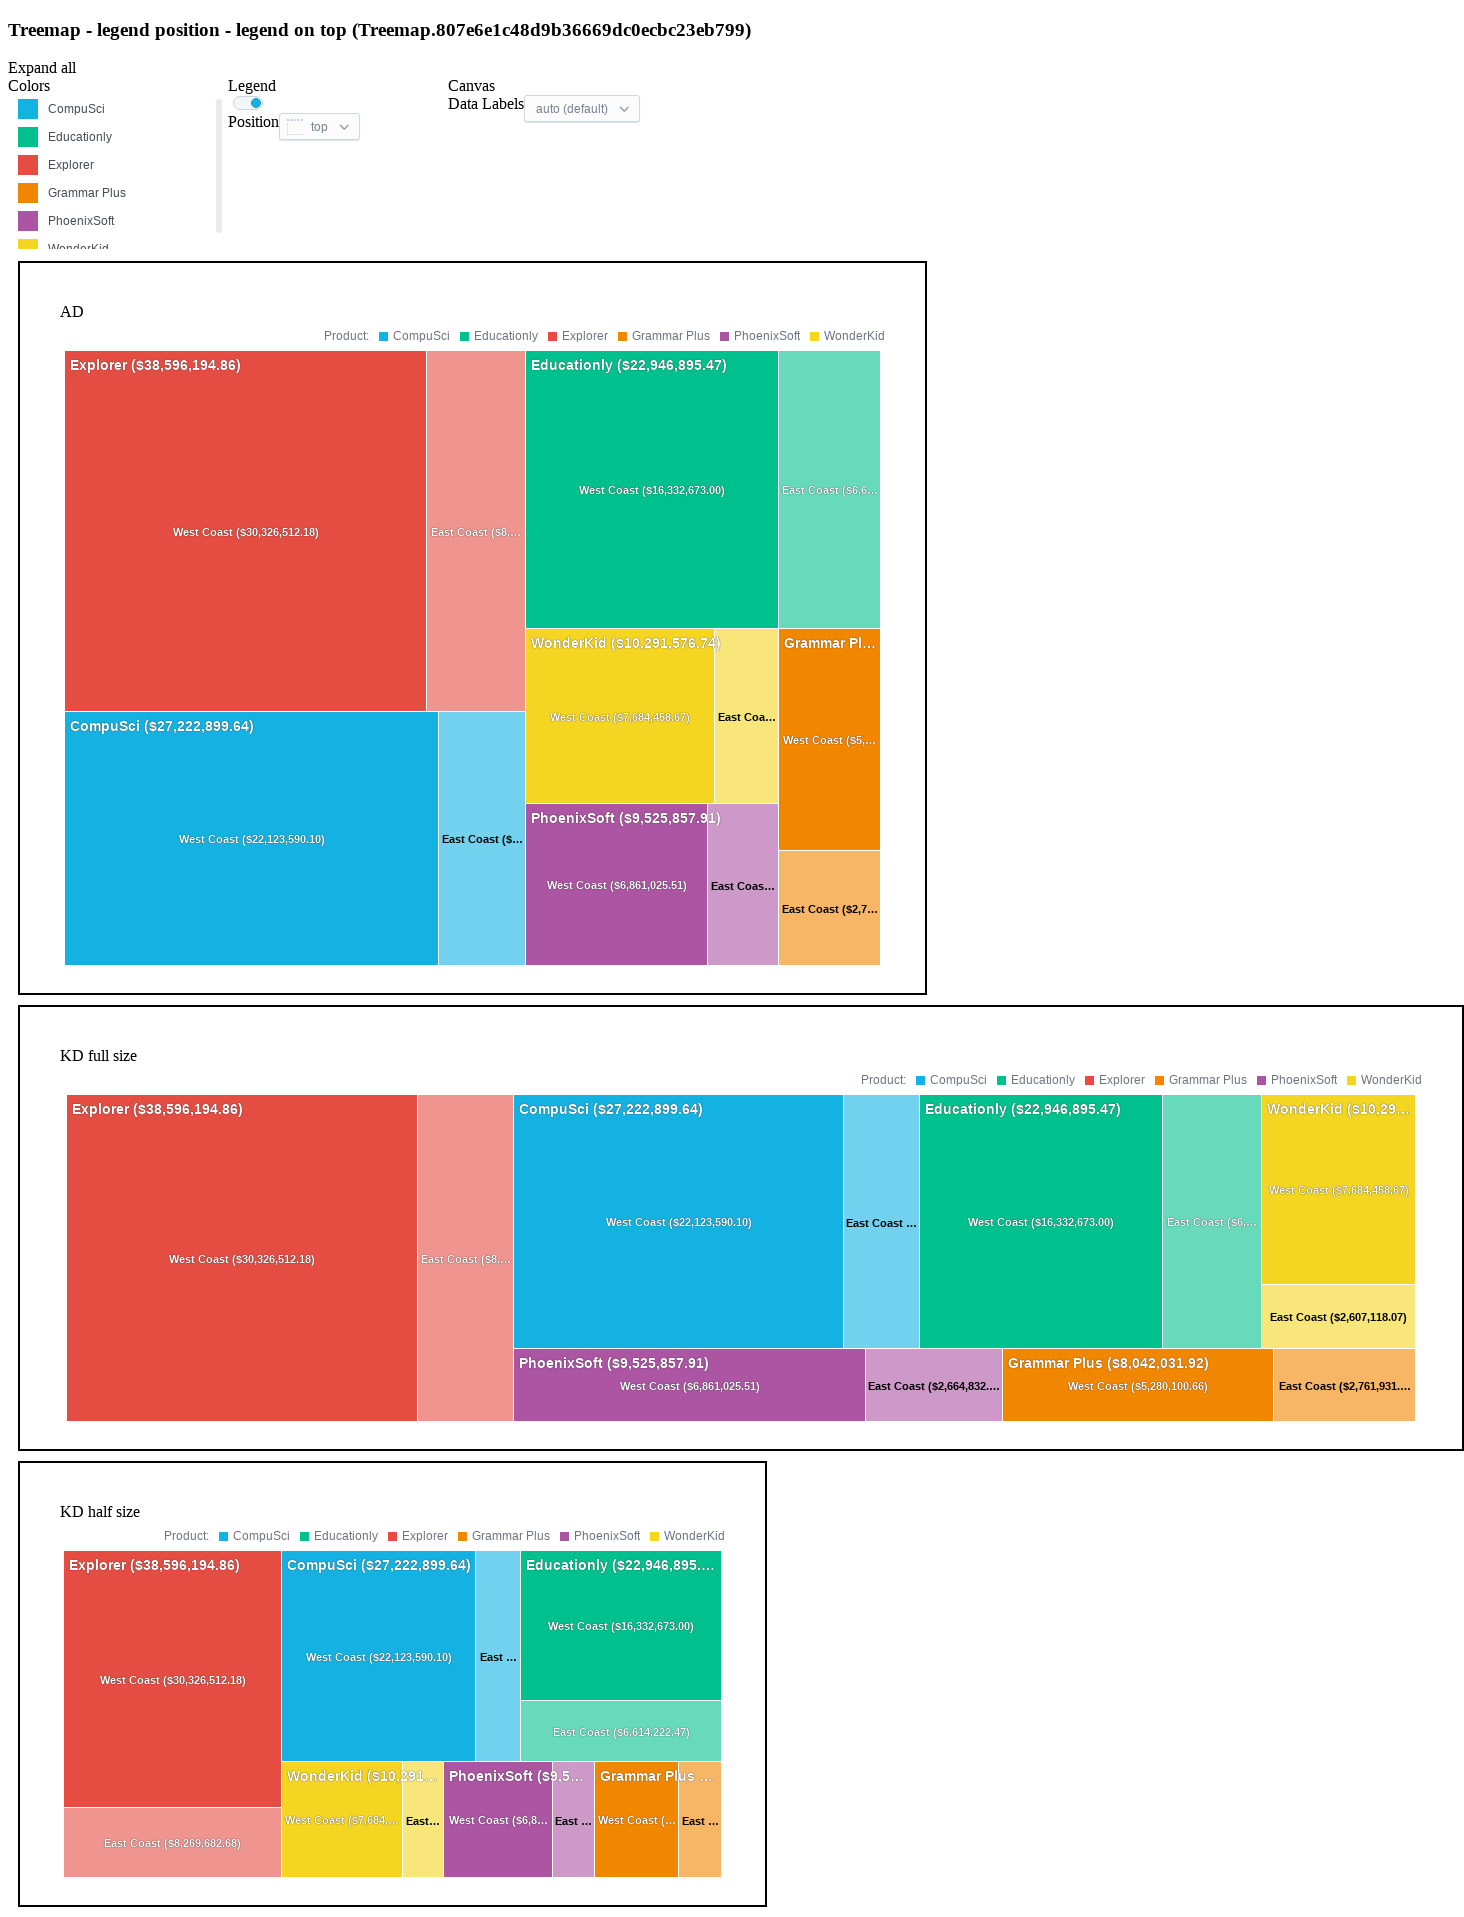 Treemap - legend position - legend on top (Treemap.807e6e1c48d9b36669dc0ecbc23eb799)
Expand all
Colors
CompuSci
Educationly
Explorer
Grammar Plus
PhoenixSoft
WonderKid
Legend
Position top
Canvas
Data Labels auto (default)
AD
Product: CompuSci Educationly Explorer Grammar Plus PhoenixSoft WonderKid
Explorer ($38,596,194.86)
West Coast ($30,326,512.18)
East Coast ($8,…
Educationly ($22,946,895.47)
West Coast ($16,332,673.00)
East Coast ($6,6…
WonderKid ($10,291,576.74)
West Coast ($7,684,458.67)
East Coa…
Grammar Pl…
West Coast ($5,…
East Coast ($2,7…
CompuSci ($27,222,899.64)
West Coast ($22,123,590.10)
East Coast ($…
PhoenixSoft ($9,525,857.91)
West Coast ($6,861,025.51)
East Coas…
KD full size
Product: CompuSci Educationly Explorer Grammar Plus PhoenixSoft WonderKid
Explorer ($38,596,194.86)
West Coast ($30,326,512.18)
East Coast ($8,…
CompuSci ($27,222,899.64)
West Coast ($22,123,590.10)
East Coast …
Educationly ($22,946,895.47)
West Coast ($16,332,673.00)
East Coast ($6,…
WonderKid ($10,29…
West Coast ($7,684,458.67)
East Coast ($2,607,118.07)
PhoenixSoft ($9,525,857.91)
West Coast ($6,861,025.51)
East Coast ($2,664,832.…
Grammar Plus ($8,042,031.92)
West Coast ($5,280,100.66)
East Coast ($2,761,931.…
KD half size
Product: CompuSci Educationly Explorer Grammar Plus PhoenixSoft WonderKid
Explorer ($38,596,194.86)
West Coast ($30,326,512.18)
East Coast ($8,269,682.68)
CompuSci ($27,222,899.64)
West Coast ($22,123,590.10)
East …
Educationly ($22,946,895.…
West Coast ($16,332,673.00)
East Coast ($6,614,222.47)
WonderKid ($10,291…
West Coast ($7,684,…
East…
PhoenixSoft ($9,5…
West Coast ($6,8…
East …
Grammar Plus …
West Coast (…
East …